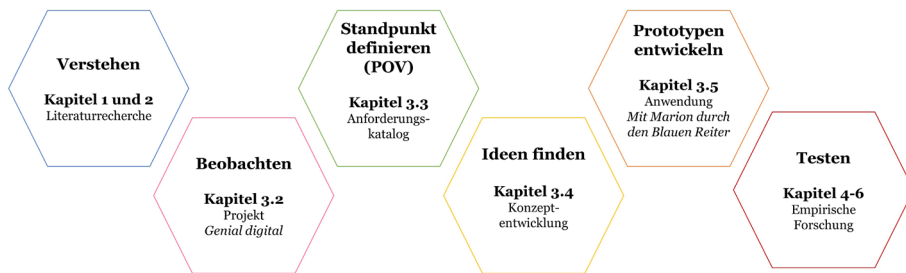 Verstehen
Kapitel 1 und 2
Literaturrecherche
Beobachten
Kapitel 3.2
Projekt
Genial digital
Standpunkt
definieren
(POV)
Kapitel 3.3
Anforderungs-
katalog
Ideen finden
Kapitel 3.4
Konzept-
entwicklung
Prototypen
entwickeln
Kapitel 3.5
Anwendung
Mit Marion durch
den Blauen Reiter
Testen
Kapitel 4-6
Empirische
Forschung